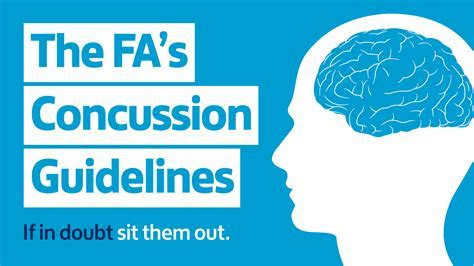 The FA's
Concussion
Guidelines
If in doubt sit them out.